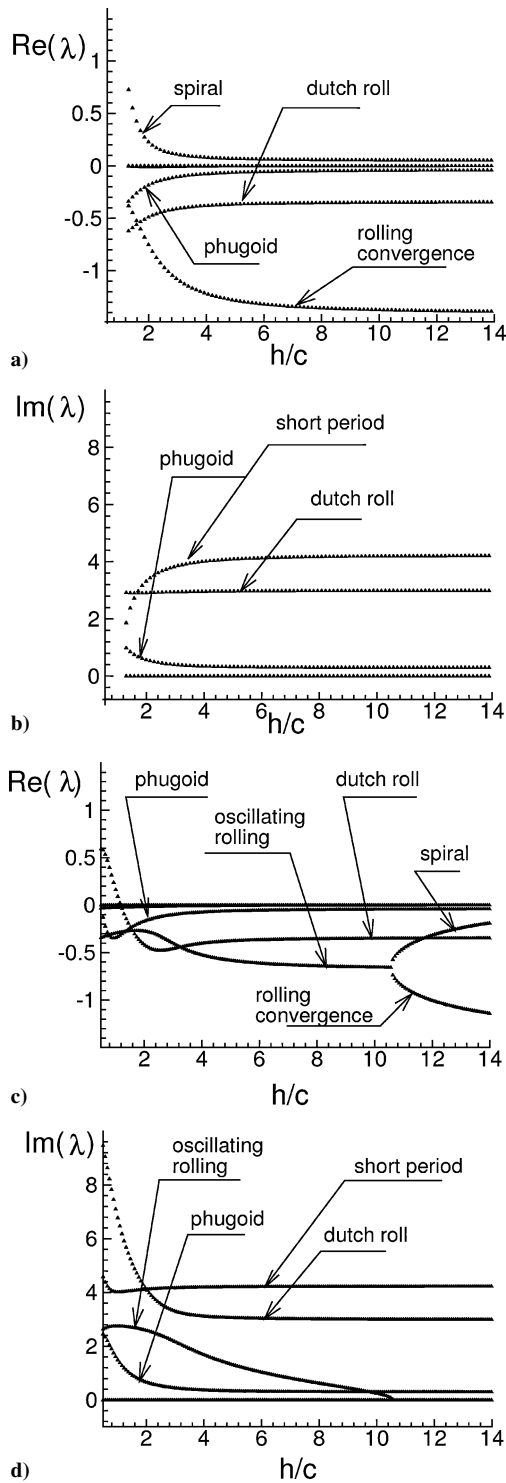 Re(λ)
1
spiral
dutch roll
0.5
0
-0.5
phugoid
rolling
convergence
-1
2 4 6 8 10 12 14
h/c
a)
Im(λ)
short period
8
phugoid
6
dutch roll
4
2
0
2 4 6 8 10 12 14
h/c
b)
Re(λ)
phugoid
dutch roll
1
oscillating
rolling
0.5
spiral
0
-0.5
rolling
convergence
-1
2 4 6 8 10 12 14
h/c
c)
Im(λ)
oscillating
rolling
short period
8
phugoid
dutch roll
6
4
2
0
2 4 6 8 10 12 14
h/c
d)